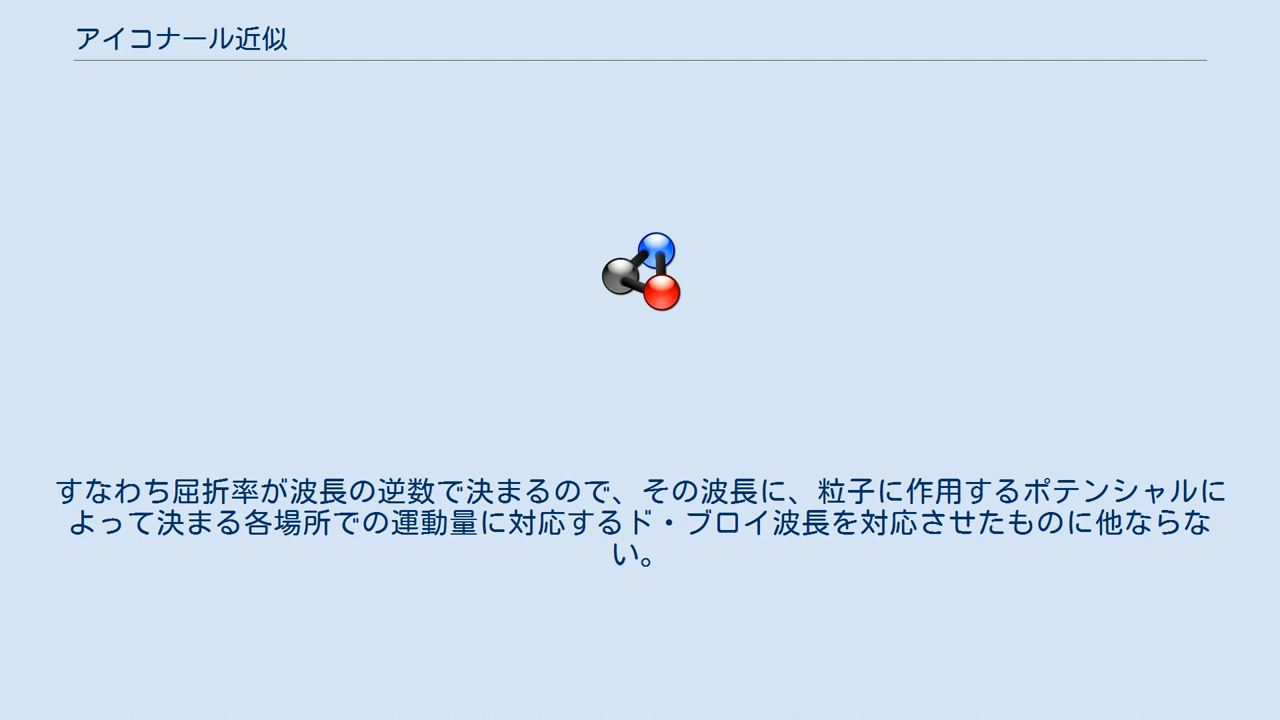 アイコナール近似
すなわち屈折率が波長の逆数で決まるので、その波長に、粒子に作用するポテンシャルに
よって決まる各場所での運動量に対応するド・ブロイ波長を対応させたものに他ならな
い。